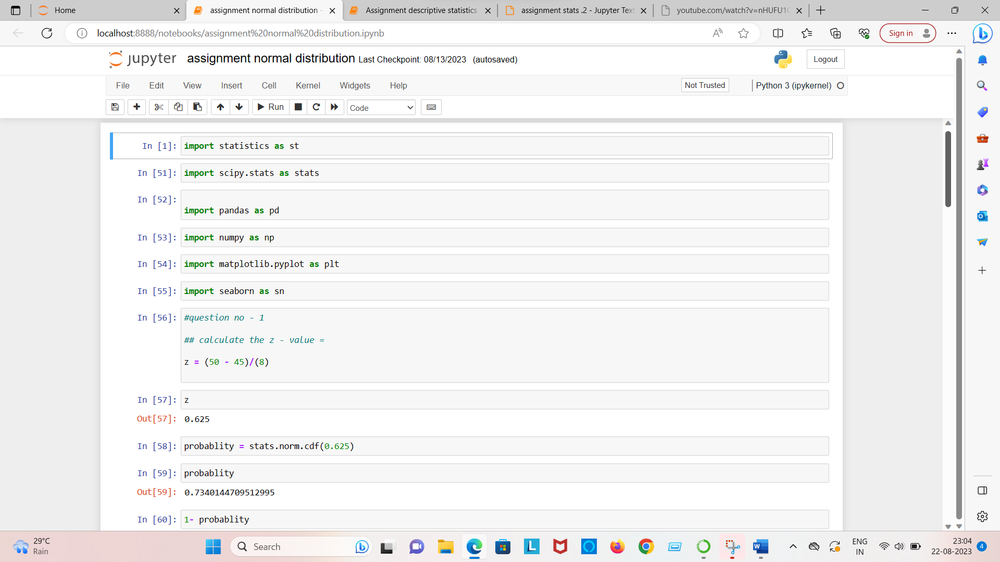 Home
assignment normal distribution -
Assignment descriptive statistics
assignment stats .2 - Jupyter Text
youtube.com/watch?v=nHUFU1C
localhost:8888/notebooks/assignment%20normal%20distribution.ipynb
Sign in
jupyter assignment normal distribution Last Checkpoint: 08/13/2023 (autosaved)
Logout
File Edit View Insert Cell Kernel Widgets Help
Not Trusted
Python 3 (ipykernel)
Run
Code
In [1]: import statistics as st
In [51]: import scipy.stats as stats
In [52]:
import pandas as pd
In [53]: import numpy as np
In [54]: import matplotlib.pyplot as plt
In [55]: import seaborn as sn
In [56]: #question no - 1
## calculate the z - value =
z = (50 - 45)/(8)
In [57]: z
Out[57]: 0.625
In [58]: probablity = stats.norm.cdf(0.625)
In [59]: probablity
Out[59]: 0.7340144709512995
In [60]: 1- probablity
29°C
Rain
Search
ENG
IN
23:04
22-08-2023
4